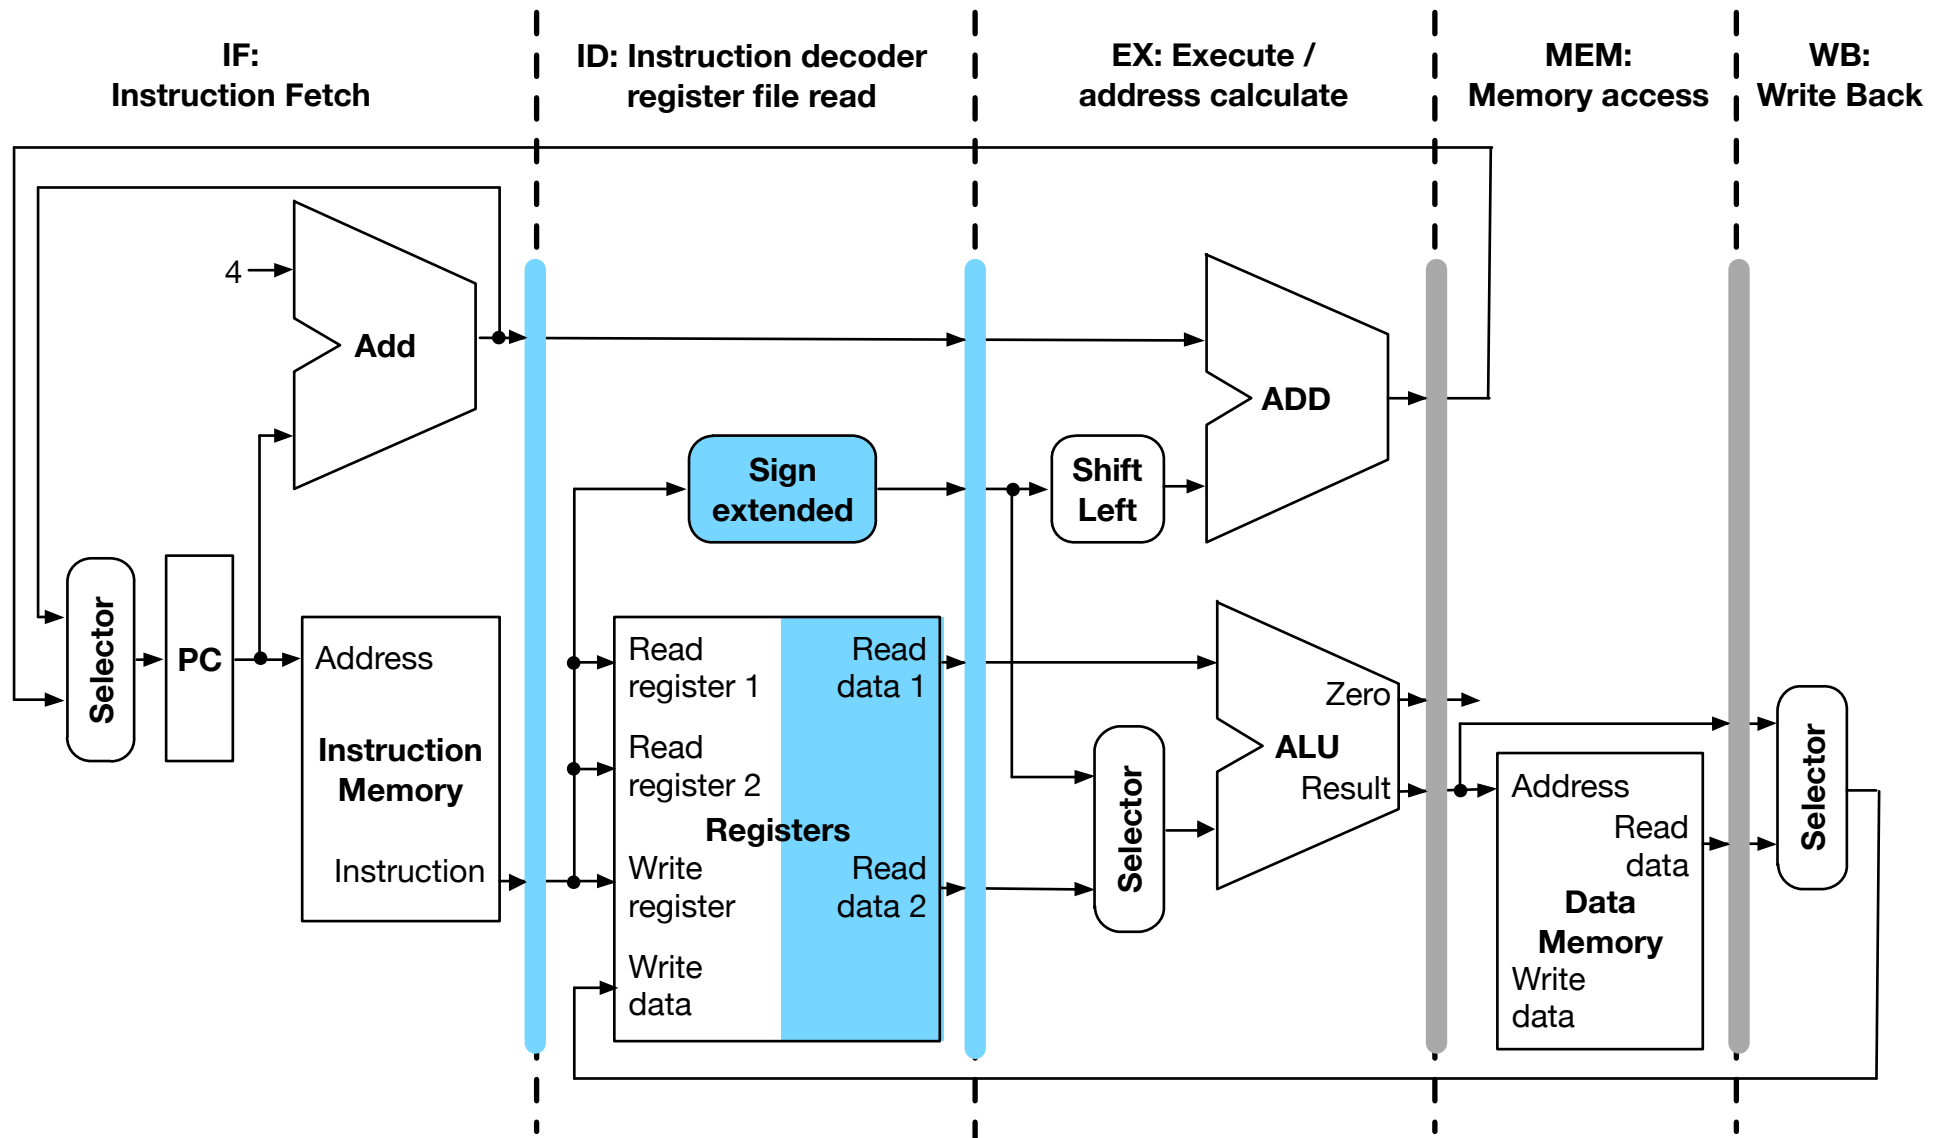 IF:
Instruction Fetch
ID: Instruction decoder
register file read
EX: Execute /
address calculate
MEM:
Memory access
WB:
Write Back
4
Add
ADD
Sign
extended
Shift
Left
Selector
PC
Address
Instruction
Memory
Instruction
Read
register 1
Read
data 1
Read
register 2
Registers
Write
register
Read
data 2
Write
data
Selector
Zero
ALU
Result
Address
Read
data
Data
Memory
Write
data
Selector